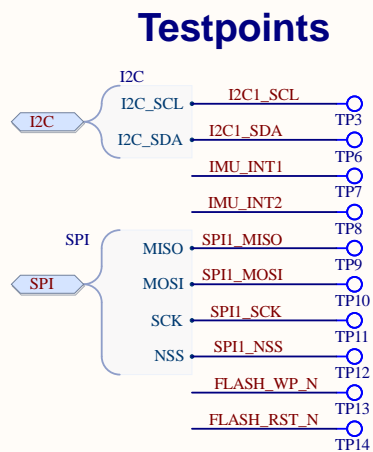 Testpoints
I2C
I2C
I2C_SCL I2C1_SCL
TP3
I2C_SDA I2C1_SDA
TP6
IMU_INT1
TP7
IMU_INT2
TP8
SPI
MISO SPI1_MISO
TP9
SPI
MOSI SPI1_MOSI
TP10
SCK SPI1_SCK
TP11
NSS SPI1_NSS
TP12
FLASH_WP_N
TP13
FLASH_RST_N
TP14